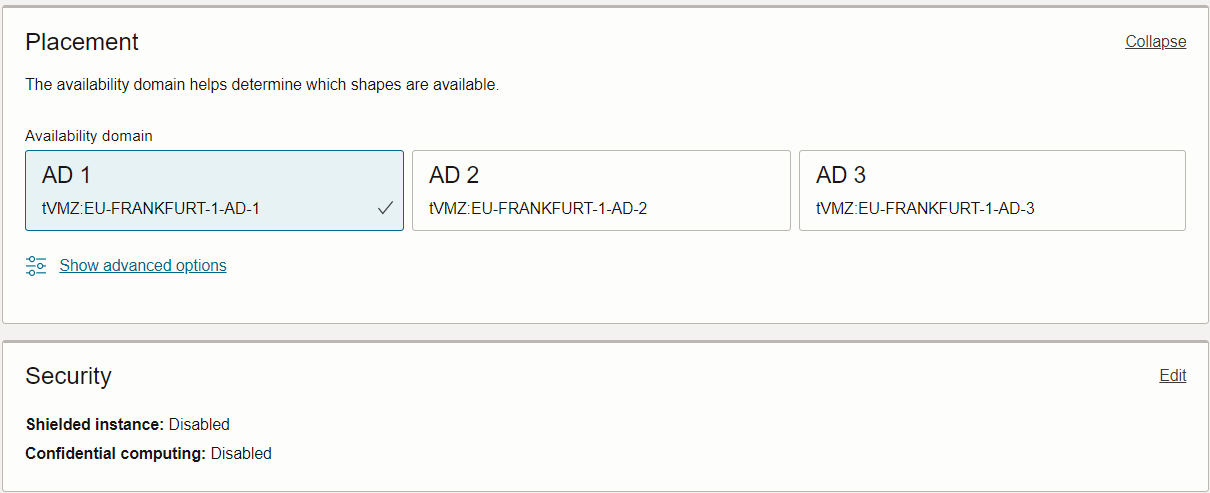 Placement
Collapse
The availability domain helps determine which shapes are available.
Availability domain
AD 1
tVMZ:EU-FRANKFURT-1-AD-1
AD 2
tVMZ:EU-FRANKFURT-1-AD-2
AD 3
tVMZ:EU-FRANKFURT-1-AD-3
Show advanced options
Security
Edit
Shielded instance: Disabled
Confidential computing: Disabled